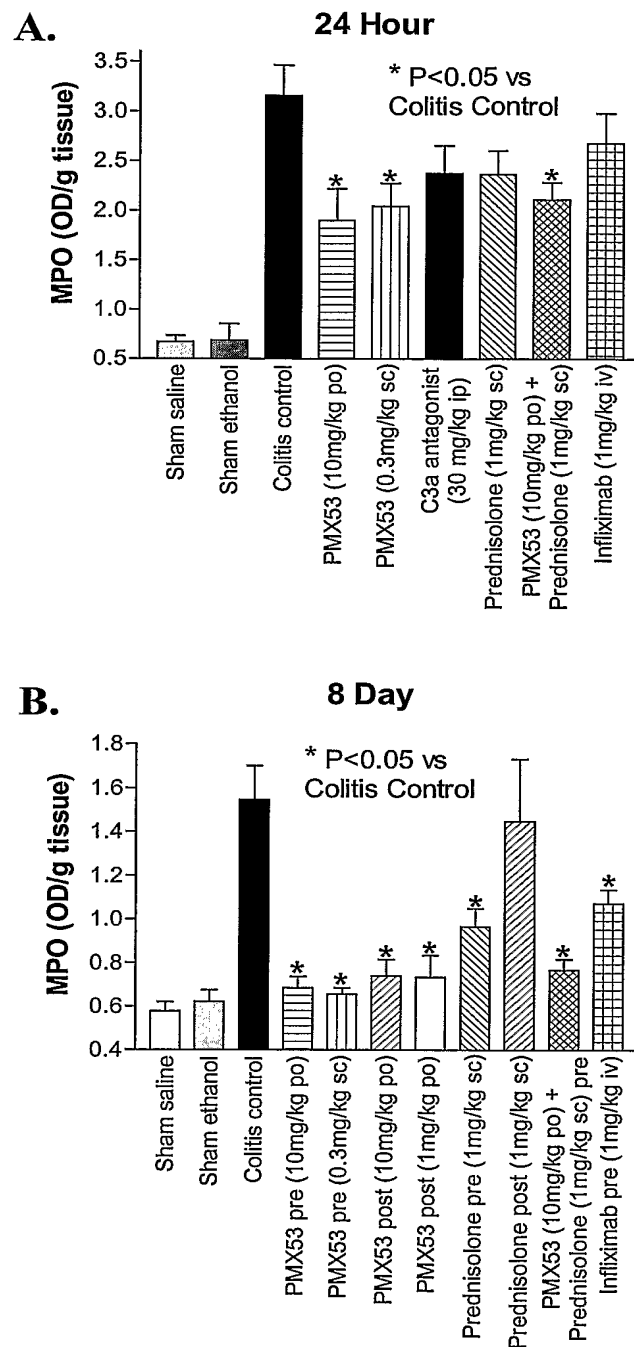 A.
24 Hour
* P<0.05 vs
Colitis Control
MPO (OD/g tissue)
3.5
3.0
2.5
2.0
1.5
1.0
0.5
*
*
*
Sham saline
Sham ethanol
Colitis control
PMX53 (10mg/kg po)
PMX53 (0.3mg/kg sc)
C3a antagonist
(30 mg/kg ip)
Prednisolone (1mg/kg sc)
PMX53 (10mg/kg po) +
Prednisolone (1mg/kg sc)
Infliximab (1mg/kg iv)
B.
8 Day
* P<0.05 vs
Colitis Control
MPO (OD/g tissue)
1.8
1.6
1.4
1.2
1.0
0.8
0.6
0.4
*
*
*
*
*
*
*
Sham saline
Sham ethanol
Colitis control
PMX53 pre (10mg/kg po)
PMX53 pre (0.3mg/kg sc)
PMX53 post (10mg/kg po)
PMX53 post (1mg/kg po)
Prednisolone pre (1mg/kg sc)
Prednisolone post (1mg/kg sc)
PMX53 (10mg/kg po) +
Prednisolone (1mg/kg sc) pre
Infliximab pre (1mg/kg iv)